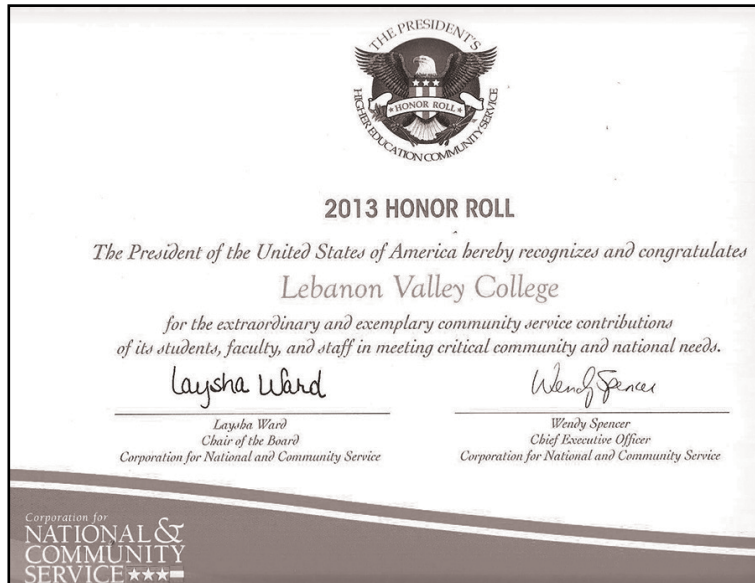 THE PRESIDENT'S
HONOR ROLL
HIGHER EDUCATION COMMUNITY SERVICE
2013 HONOR ROLL
The President of the United States of America hereby recognizes and congratulates
Lebanon Valley College
for the extraordinary and exemplary community service contributions
of its students, faculty, and staff in meeting critical community and national needs.
Laysha Ward
Wendy Spencer
Laysha Ward
Chair of the Board
Corporation for National and Community Service
Wendy Spencer
Chief Executive Officer
Corporation for National and Community Service
Corporation for
NATIONAL &
COMMUNITY
SERVICE